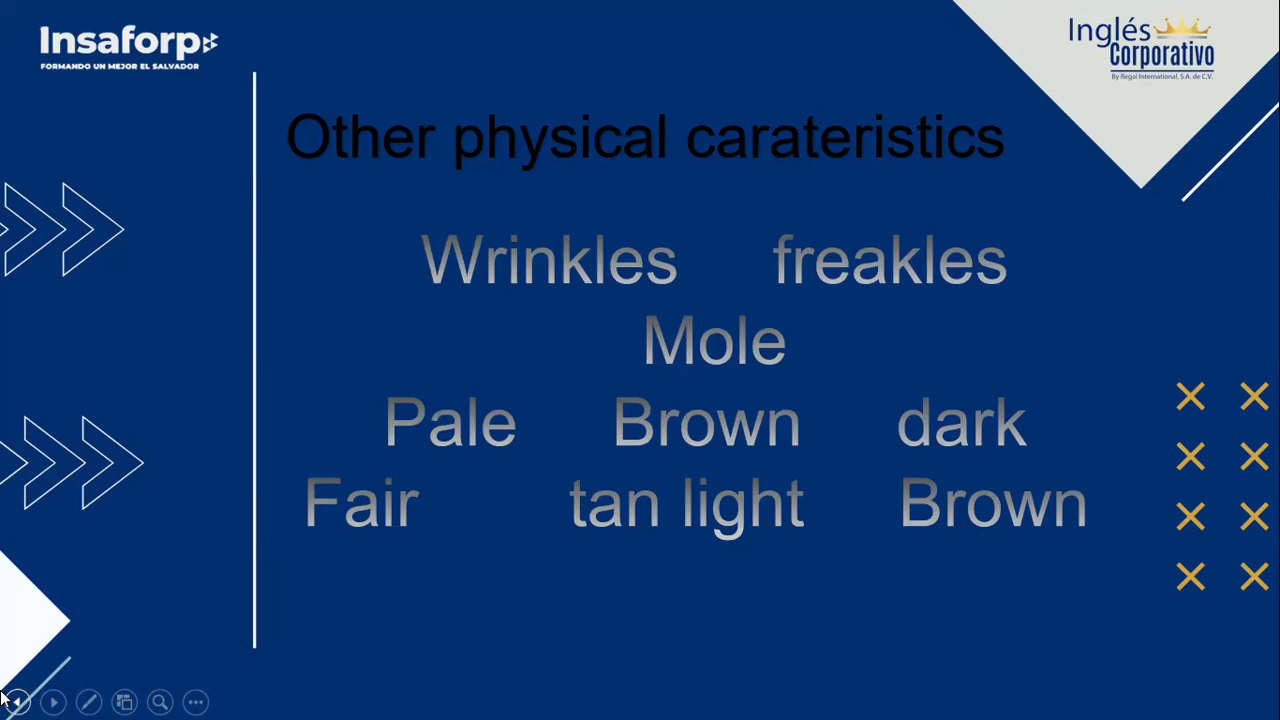 Insaforp
FORMANDO UN MEJOR EL SALVADOR
Inglés
Corporativo
By Regal International, S.A. de C.V.
Other physical carateristics
Wrinkles freakles
Mole
Pale Brown dark
Fair tan light Brown